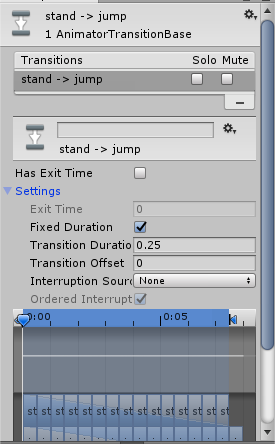 stand -> jump
1 AnimatorTransitionBase
Transitions Solo Mute
stand -> jump
stand -> jump
Has Exit Time
Settings
Exit Time 0
Fixed Duration
Transition Duratio 0.25
Transition Offset 0
Interruption Sourc None
Ordered Interrupt
0:00 0:05
st st st st st st st st st st st st st st